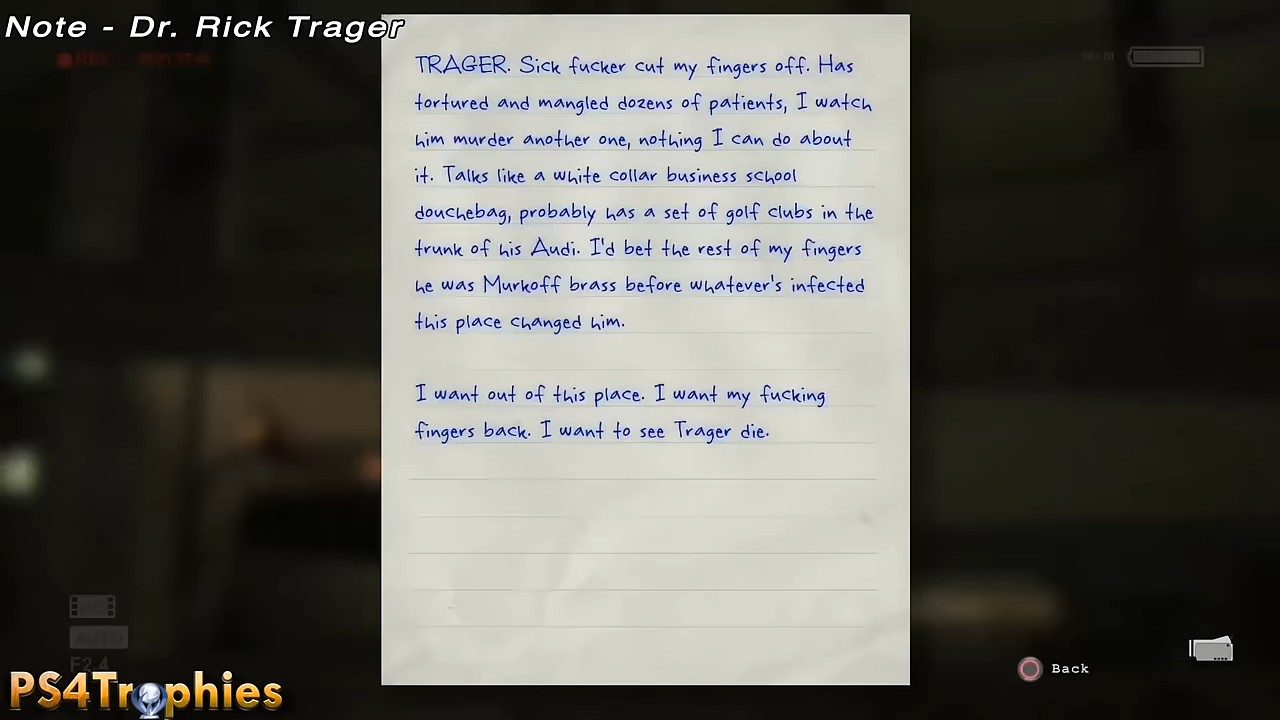 Note - Dr. Rick Trager
REC
TRAGER. Sick fucker cut my fingers off. Has
tortured and mangled dozens of patients, I watch
him murder another one, nothing I can do about
it. Talks like a white collar business school
douchebag, probably has a set of golf clubs in the
trunk of his Audi. I'd bet the rest of my fingers
he was Murkoff brass before whatever's infected
this place changed him.
I want out of this place. I want my fucking
fingers back. I want to see Trager die.
AUTO
F2.4
Back
PS4Trophies